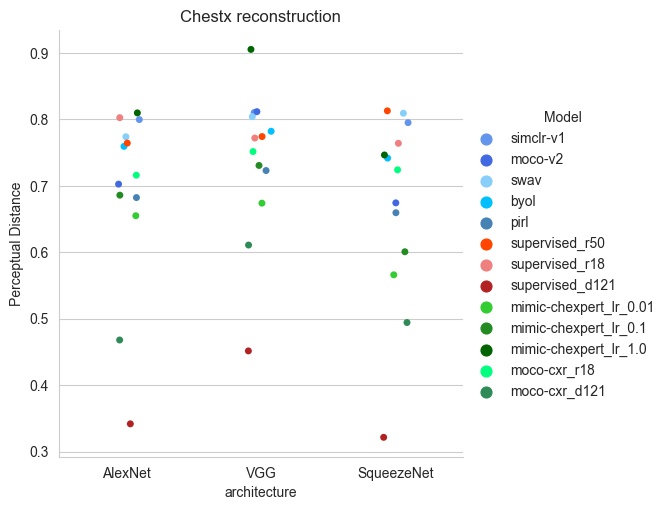 Chestx reconstruction
0.9
0.8
0.7
0.6
0.5
0.4
0.3
Perceptual Distance
AlexNet
VGG
SqueezeNet
architecture
Model
simclr-v1
moco-v2
swav
byol
pirl
supervised_r50
supervised_r18
supervised_d121
mimic-chexpert_lr_0.01
mimic-chexpert_lr_0.1
mimic-chexpert_lr_1.0
moco-cxr_r18
moco-cxr_d121